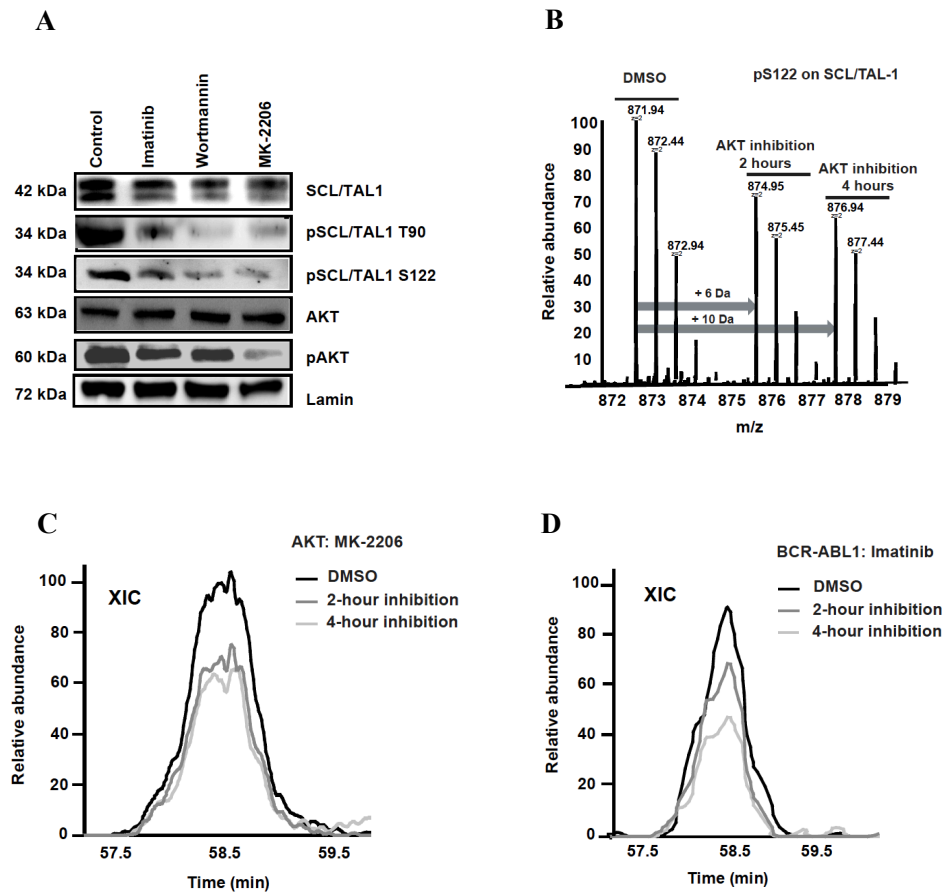 A
Control
Imatinib
Wortmannin
MK-2206
42 kDa
SCL/TAL1
34 kDa
pSCL/TAL1 T90
34 kDa
pSCL/TAL1 S122
63 kDa
AKT
60 kDa
pAKT
72 kDa
Lamin
B
DMSO
pS122 on SCL/TAL-1
871.94
z=2
872.44
z=2
872.94
z=2
AKT inhibition
2 hours
874.95
z=2
875.45
z=2
AKT inhibition
4 hours
876.94
z=2
877.44
z=2
+ 6 Da
+ 10 Da
Relative abundance
100
90
80
70
60
50
40
30
20
10
872 873 874 875 876 877 878 879
m/z
C
AKT: MK-2206
DMSO
2-hour inhibition
4-hour inhibition
XIC
Relative abundance
100
80
60
40
20
0
57.5 58.5 59.5
Time (min)
D
BCR-ABL1: Imatinib
DMSO
2-hour inhibition
4-hour inhibition
XIC
Relative abundance
100
80
60
40
20
0
57.5 58.5 59.5
Time (min)